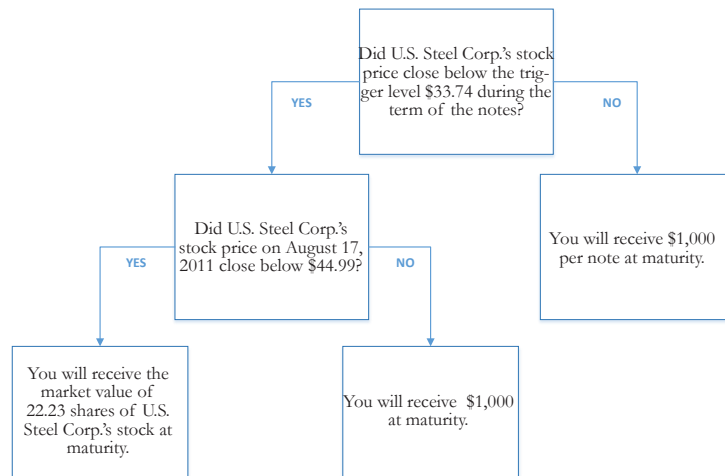 Did U.S. Steel Corp.'s stock
price close below the trig-
ger level $33.74 during the
term of the notes?
YES
NO
Did U.S. Steel Corp.'s
stock price on August 17,
2011 close below $44.99?
You will receive $1,000
per note at maturity.
YES
NO
You will receive the
market value of
22.23 shares of U.S.
Steel Corp.'s stock at
maturity.
You will receive $1,000
at maturity.